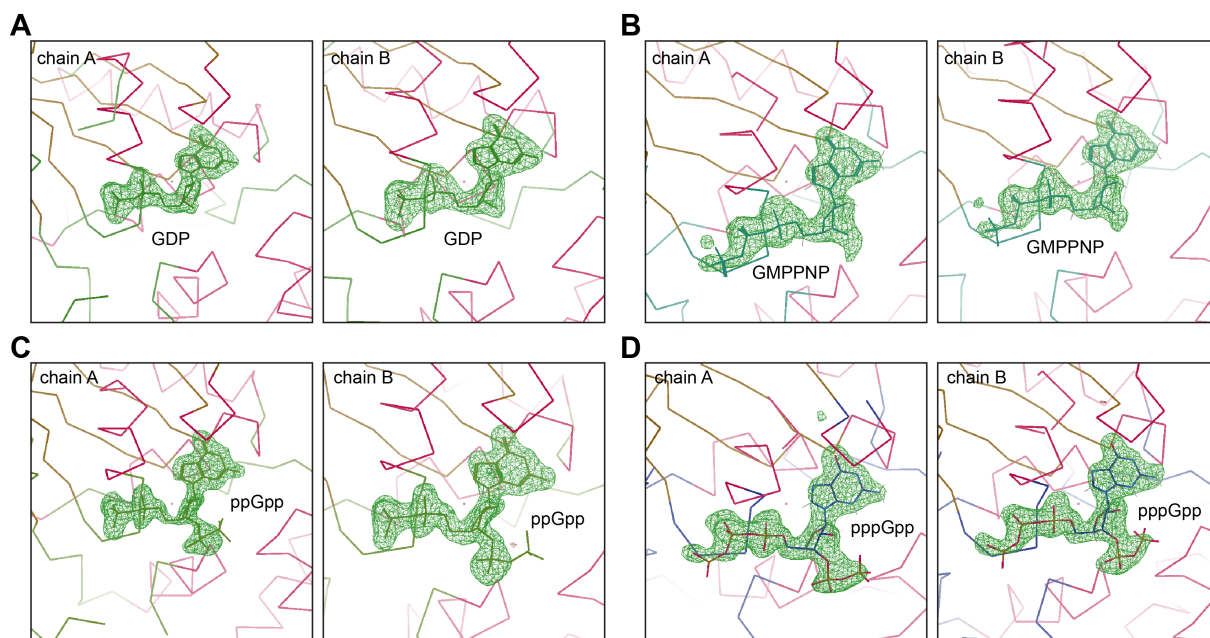 A
B
chain A
chain B
chain A
chain B
GDP
GDP
GMPPNP
GMPPNP
C
D
chain A
chain B
chain A
chain B
ppGpp
ppGpp
pppGpp
pppGpp